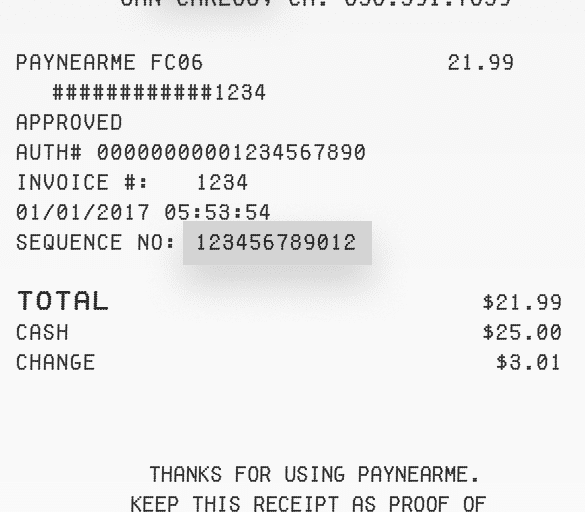 PAYNEARME FC06 21.99
############1234
APPROVED
AUTH# 00000000001234567890
INVOICE #: 1234
01/01/2017 05:53:54
SEQUENCE NO: 123456789012
TOTAL $21.99
CASH $25.00
CHANGE $3.01
THANKS FOR USING PAYNEARME.
KEEP THIS RECEIPT AS PROOF OF